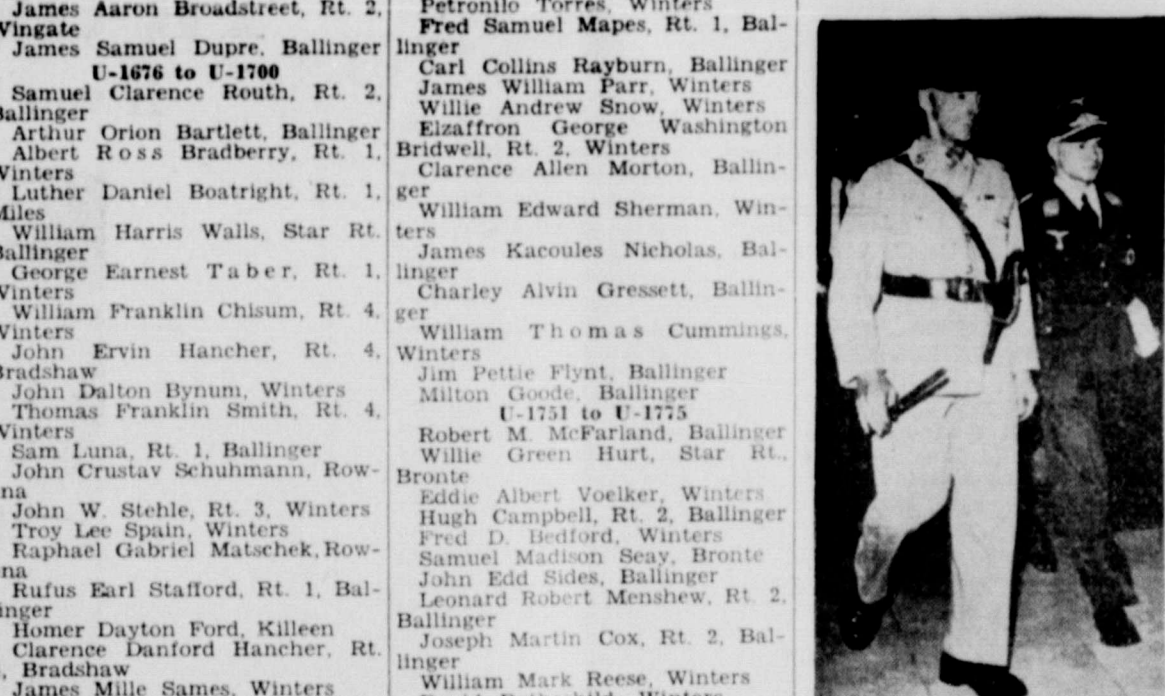 James Aaron Broadstreet, Rt. 2,
Wingate
James Samuel Dupre, Ballinger
U-1676 to U-1700
Samuel Clarence Routh, Rt. 2,
Ballinger
Arthur Orion Bartlett, Ballinger
Albert Ross Bradberry, Rt. 1,
Winters
Luther Daniel Boatright, Rt. 1,
Miles
William Harris Walls, Star Rt.
Ballinger
George Earnest Taber, Rt. 1,
Winters
William Franklin Chisum, Rt. 4,
Winters
John Ervin Hancher, Rt. 4,
Bradshaw
John Dalton Bynum, Winters
Thomas Franklin Smith, Rt. 4,
Winters
Sam Luna, Rt. 1, Ballinger
John Crustav Schuhmann, Row-
na
John W. Stehle, Rt. 3, Winters
Troy Lee Spain, Winters
Raphael Gabriel Matschek, Row-
na
Rufus Earl Stafford, Rt. 1, Bal-
inger
Homer Dayton Ford, Killeen
Clarence Danford Hancher, Rt.
, Bradshaw
James Mille Sames, Winters
Petronilo Torres, Winters
Fred Samuel Mapes, Rt. 1, Bal-
linger
Carl Collins Rayburn, Ballinger
James William Parr, Winters
Willie Andrew Snow, Winters
Elzaffron George Washington
Bridwell, Rt. 2, Winters
Clarence Allen Morton, Ballin-
ger
William Edward Sherman, Win-
ters
James Kacoules Nicholas, Bal-
linger
Charley Alvin Gressett, Ballin-
ger
William Thomas Cummings,
Winters
Jim Pettie Flynt, Ballinger
Milton Goode, Ballinger
U-1751 to U-1775
Robert M. McFarland, Ballinger
Willie Green Hurt, Star Rt.,
Bronte
Eddie Albert Voelker, Winters
Hugh Campbell, Rt. 2, Ballinger
Fred D. Bedford, Winters
Samuel Madison Seay, Bronte
John Edd Sides, Ballinger
Leonard Robert Menshew, Rt. 2,
Ballinger
Joseph Martin Cox, Rt. 2, Bal-
linger
William Mark Reese, Winters